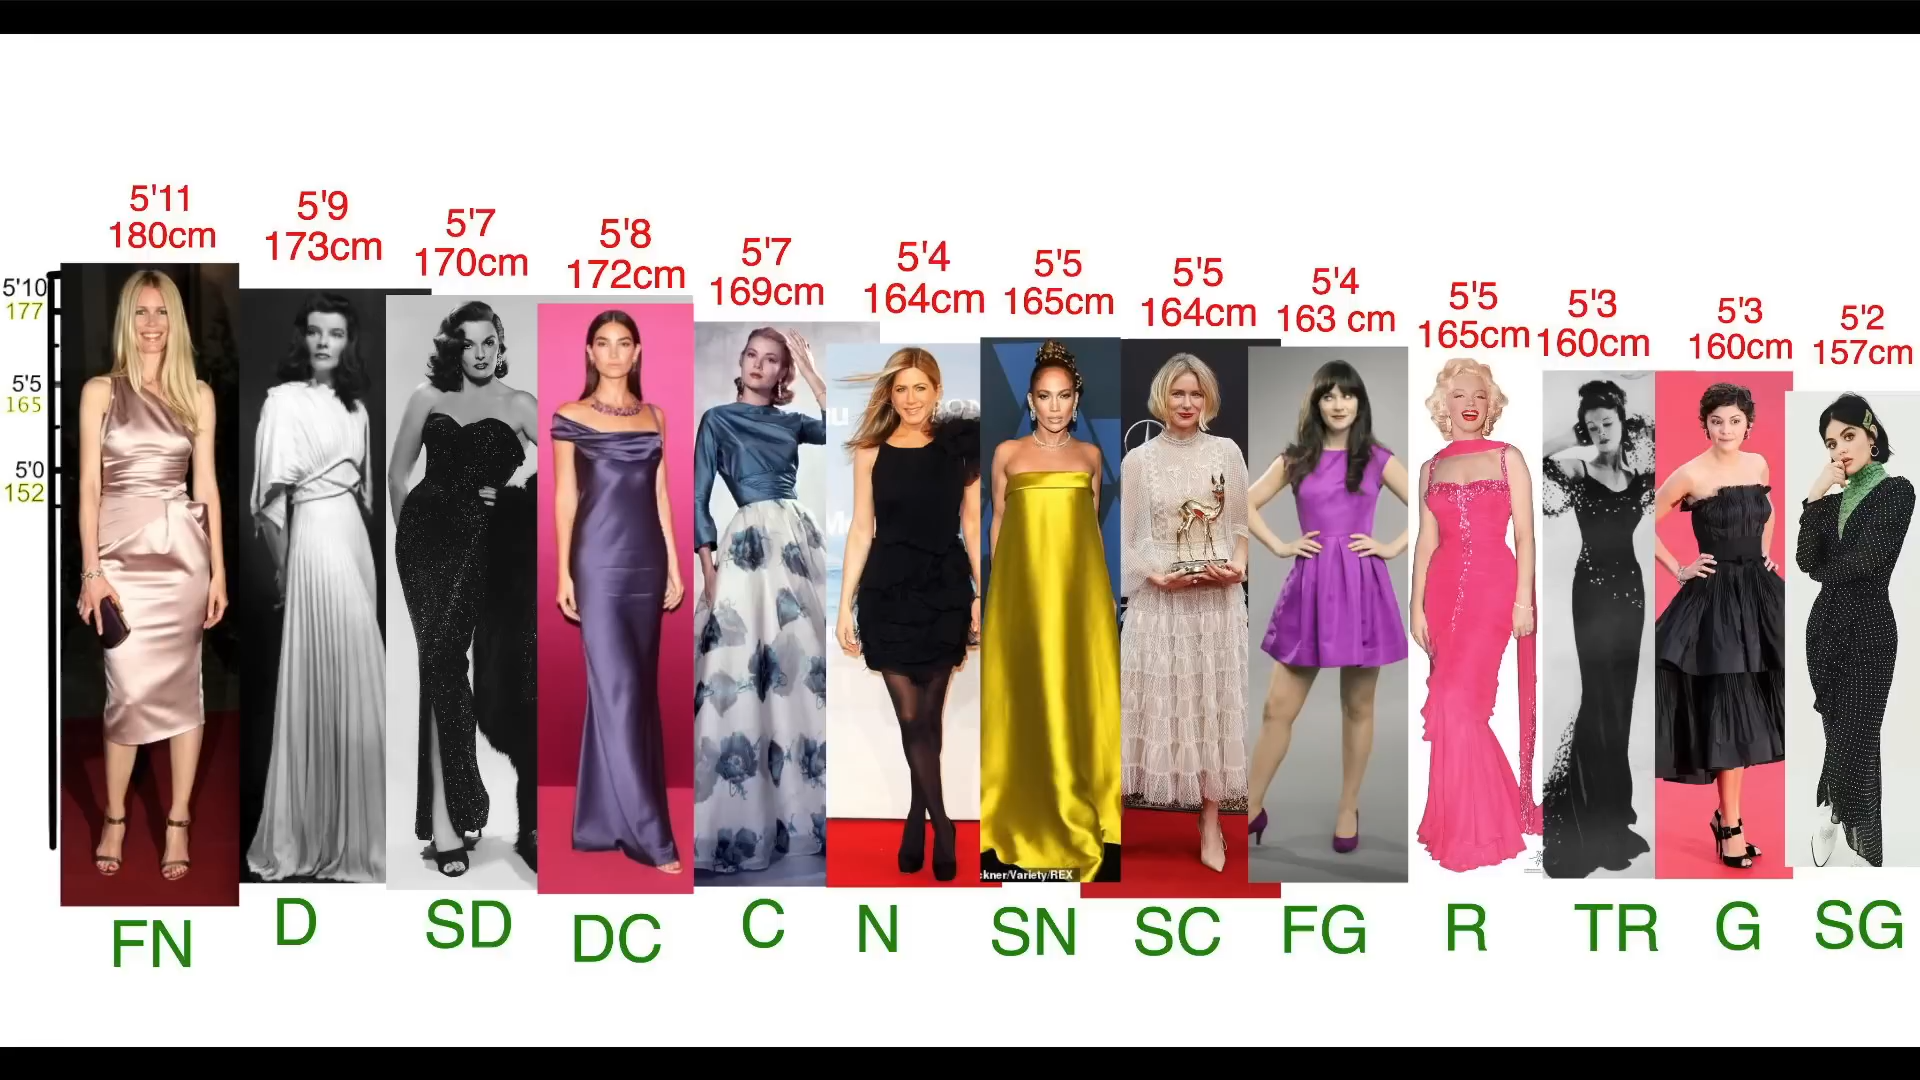 5'11
180cm
5'9
173cm
5'7
170cm
5'8
172cm
5'7
169cm
5'4
164cm
5'5
165cm
5'5
164cm
5'4
163 cm
5'5
165cm
5'3
160cm
5'3
160cm
5'2
157cm
5'10
177
5'5
165
5'0
152
ckner/Variety/REX
FN
D
SD
DC
C
N
SN
SC
FG
R
TR
G
SG